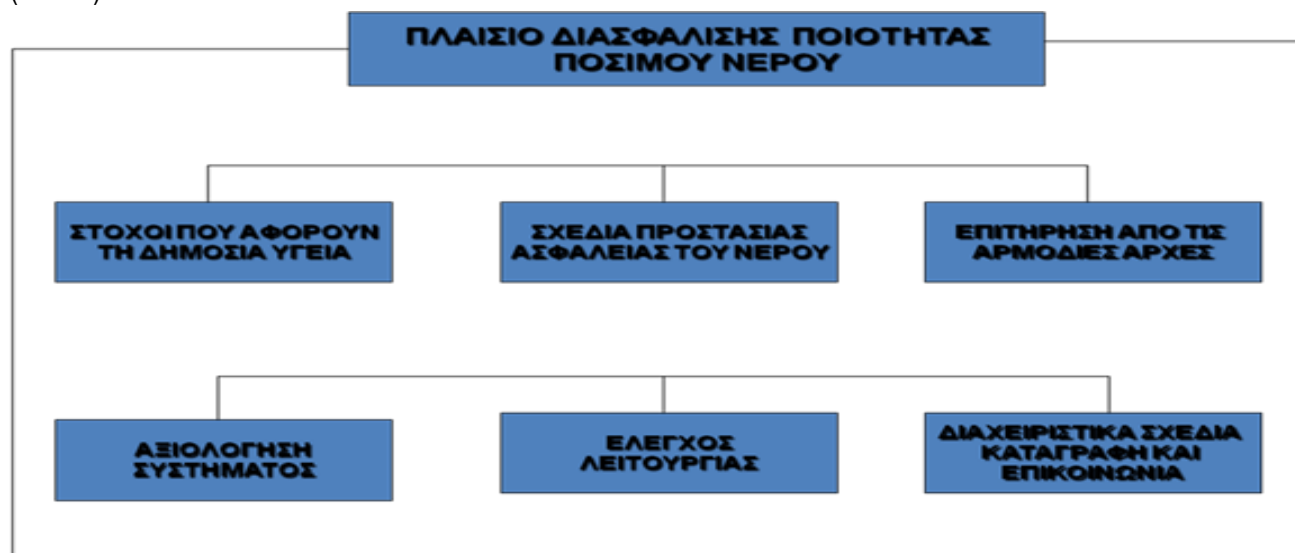 ΠΛΑΙΣΙΟ ΔΙΑΣΦΑΛΙΣΗΣ ΠΟΙΟΤΗΤΑΣ
ΠΟΣΙΜΟΥ ΝΕΡΟΥ
ΣΤΟΧΟΙ ΠΟΥ ΑΦΟΡΟΥΝ
ΤΗ ΔΗΜΟΣΙΑ ΥΓΕΙΑ
ΣΧΕΔΙΑ ΠΡΟΣΤΑΣΙΑΣ
ΑΣΦΑΛΕΙΑΣ ΤΟΥ ΝΕΡΟΥ
ΕΠΙΤΗΡΗΣΗ ΑΠΟ ΤΙΣ
ΑΡΜΟΔΙΕΣ ΑΡΧΕΣ
ΑΞΙΟΛΟΓΗΣΗ
ΣΥΣΤΗΜΑΤΟΣ
ΕΛΕΓΧΟΣ
ΛΕΙΤΟΥΡΓΙΑΣ
ΔΙΑΧΕΙΡΙΣΤΙΚΑ ΣΧΕΔΙΑ
ΚΑΤΑΓΡΑΦΗ ΚΑΙ
ΕΠΙΚΟΙΝΩΝΙΑ